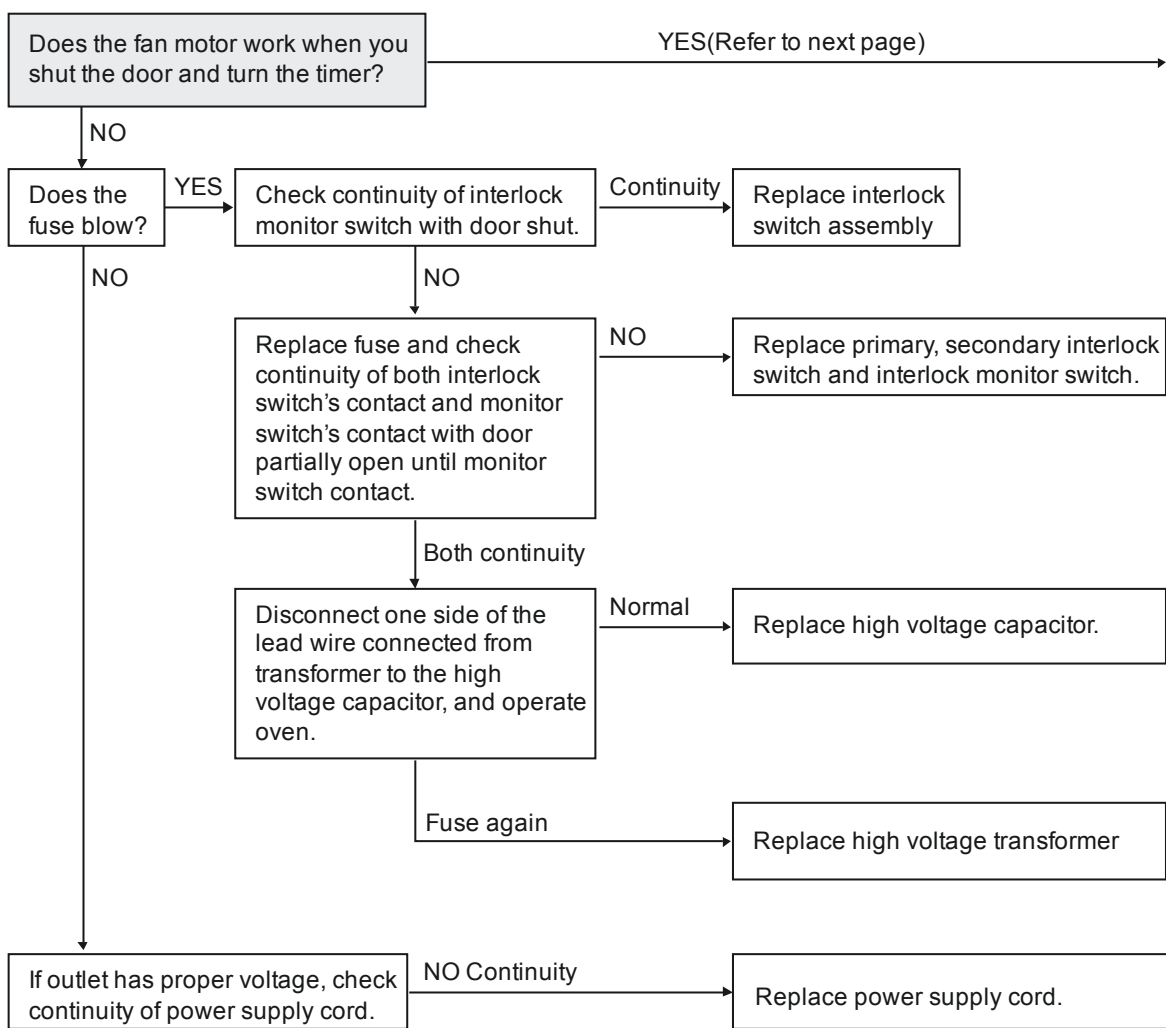 Does the fan motor work when you
shut the door and turn the timer?
YES(Refer to next page)
NO
Does the
fuse blow?
YES
Check continuity of interlock
monitor switch with door shut.
Continuity
Replace interlock
switch assembly
NO
NO
Replace fuse and check
continuity of both interlock
switch’s contact and monitor
switch’s contact with door
partially open until monitor
switch contact.
NO
Replace primary, secondary interlock
switch and interlock monitor switch.
Both continuity
Disconnect one side of the
lead wire connected from
transformer to the high
voltage capacitor, and operate
oven.
Normal
Replace high voltage capacitor.
Fuse again
Replace high voltage transformer
If outlet has proper voltage, check
continuity of power supply cord.
NO Continuity
Replace power supply cord.